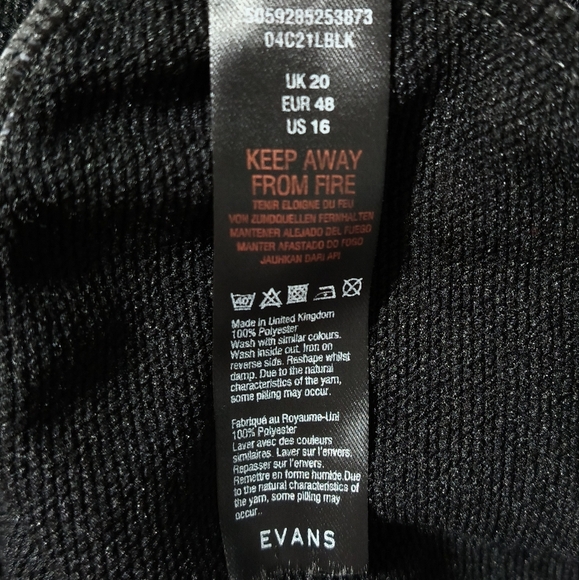 5059285253873
04C21LBLK
UK 20
EUR 48
US 16
KEEP AWAY
FROM FIRE
TENIR ELOIGNE DU FEU
VON ZUNDQUELLEN FERNHALTEN
MANTENER ALEJADO DEL FUEGO
MANTER AFASTADO DO FOGO
JAUHKAN DARI API
40°
Made in United Kingdom
100% Polyester
Wash with similar colours.
Wash inside out. Iron on
reverse side. Reshape whilst
damp. Due to the natural
characteristics of the yarn,
some pilling may occur.
Fabriqué au Royaume-Uni
100% Polyester
Laver avec des couleurs
similaires. Laver sur l'envers.
Repasser sur l'envers.
Remettre en forme humide.Due
to the natural characteristics of
the yarn, some pilling may
occur..
EVANS